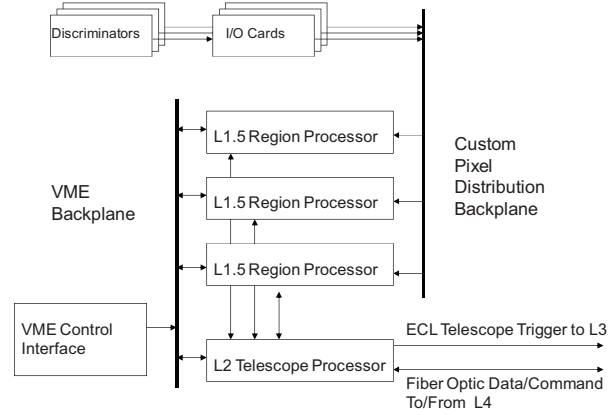 Discriminators
I/O Cards
L1.5 Region Processor
L1.5 Region Processor
L1.5 Region Processor
VME
Backplane
Custom
Pixel
Distribution
Backplane
VME Control
Interface
L2 Telescope Processor
ECL Telescope Trigger to L3
Fiber Optic Data/Command
To/From L4